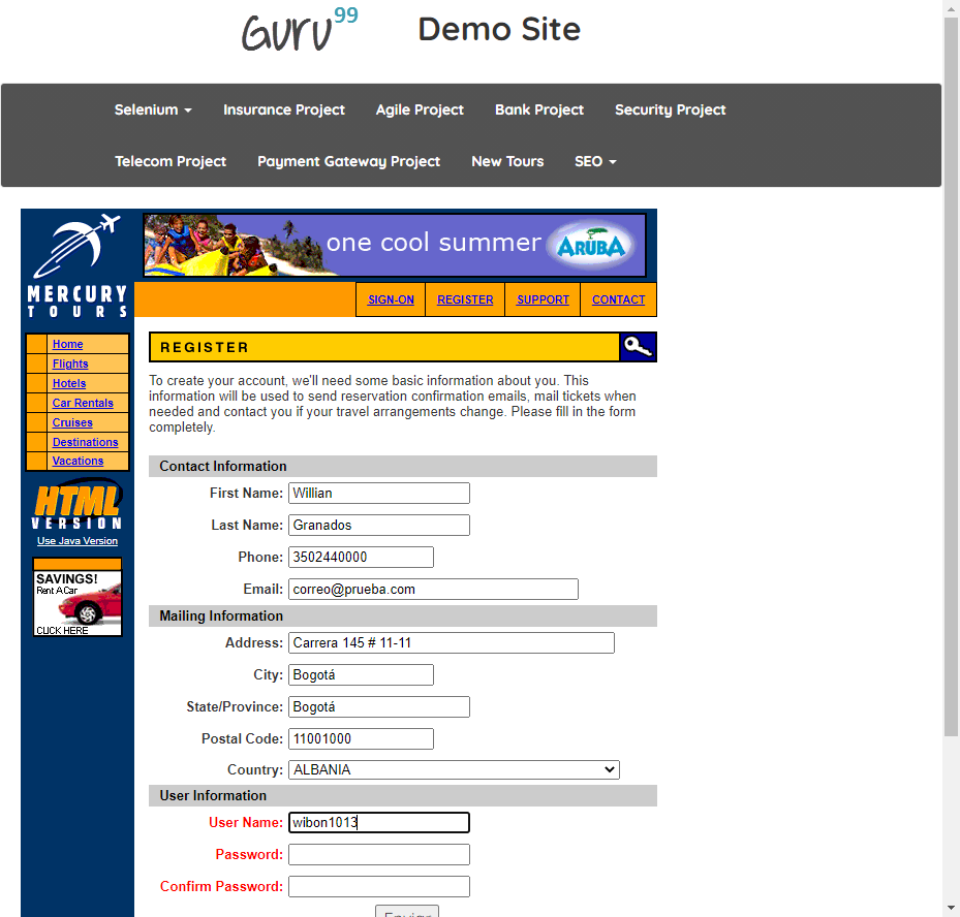 Guru99 Demo Site
Selenium Insurance Project Agile Project Bank Project Security Project
Telecom Project Payment Gateway Project New Tours SEO
one cool summer ARUBA
MERCURY
TOURS
SIGN-ON REGISTER SUPPORT CONTACT
Home
Flights
Hotels
Car Rentals
Cruises
Destinations
Vacations
HTML
VERSION
Use Java Version
SAVINGS!
Rent A Car
CLICK HERE
REGISTER
To create your account, we'll need some basic information about you. This
information will be used to send reservation confirmation emails, mail tickets when
needed and contact you if your travel arrangements change. Please fill in the form
completely.
Contact Information
First Name: Willian
Last Name: Granados
Phone: 3502440000
Email: correo@prueba.com
Mailing Information
Address: Carrera 145 # 11-11
City: Bogotá
State/Province: Bogotá
Postal Code: 11001000
Country: ALBANIA
User Information
User Name: wibon1013
Password:
Confirm Password:
Enviar